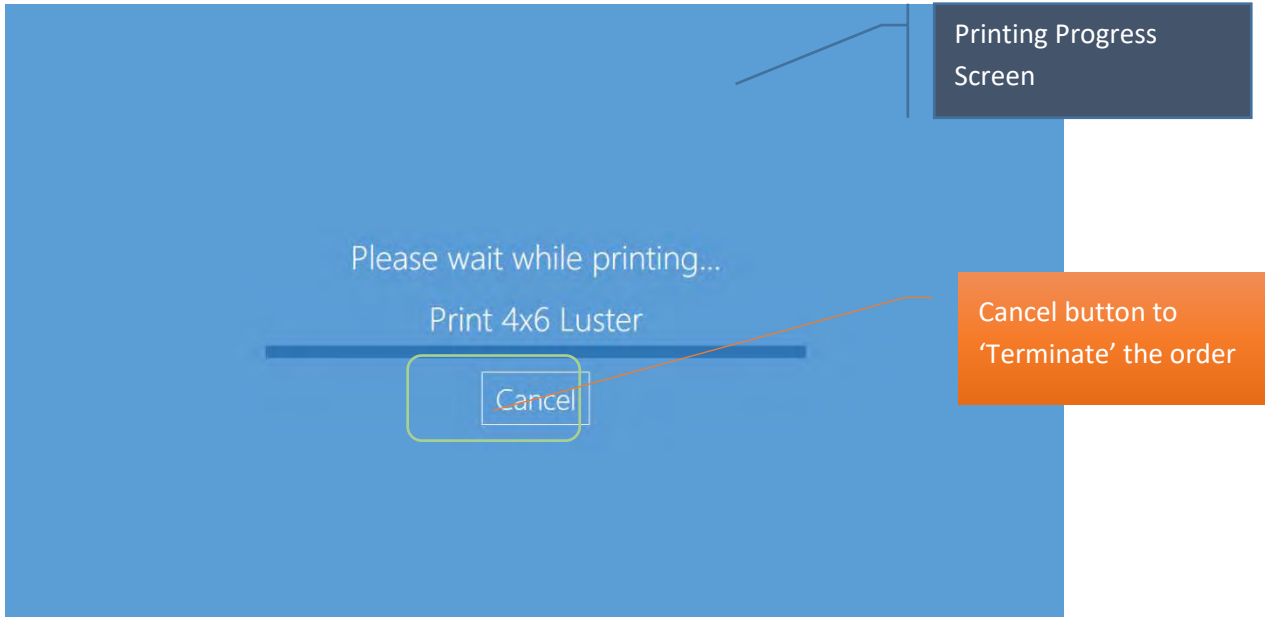 Printing Progress
Screen
Please wait while printing...
Print 4x6 Luster
Cancel
Cancel button to
‘Terminate’ the order